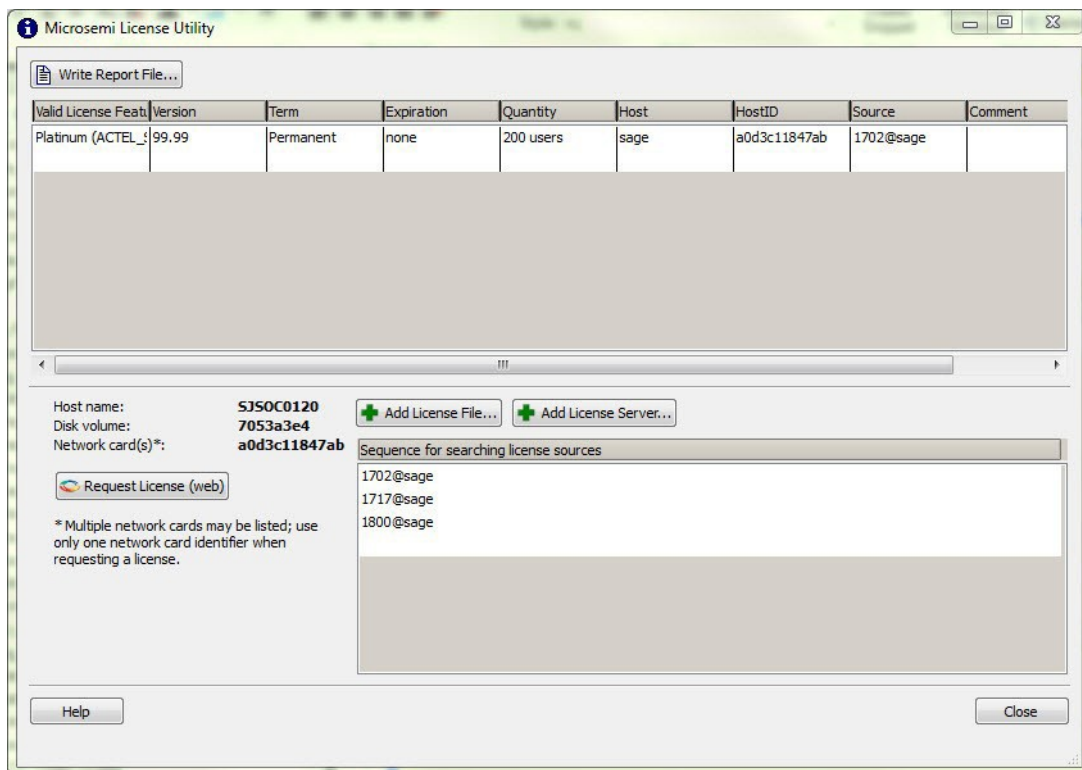 Microsemi License Utility
Write Report File...
Valid License Featu Version Term Expiration Quantity Host HostID Source Comment
Platinum (ACTEL_S 99.99 Permanent none 200 users sage a0d3c11847ab 1702@sage
Host name: SJSOC0120
Disk volume: 7053a3e4
Network card(s)*: a0d3c11847ab
Add License File... Add License Server...
Sequence for searching license sources
1702@sage
1717@sage
1800@sage
Request License (web)
* Multiple network cards may be listed; use
only one network card identifier when
requesting a license.
Help Close